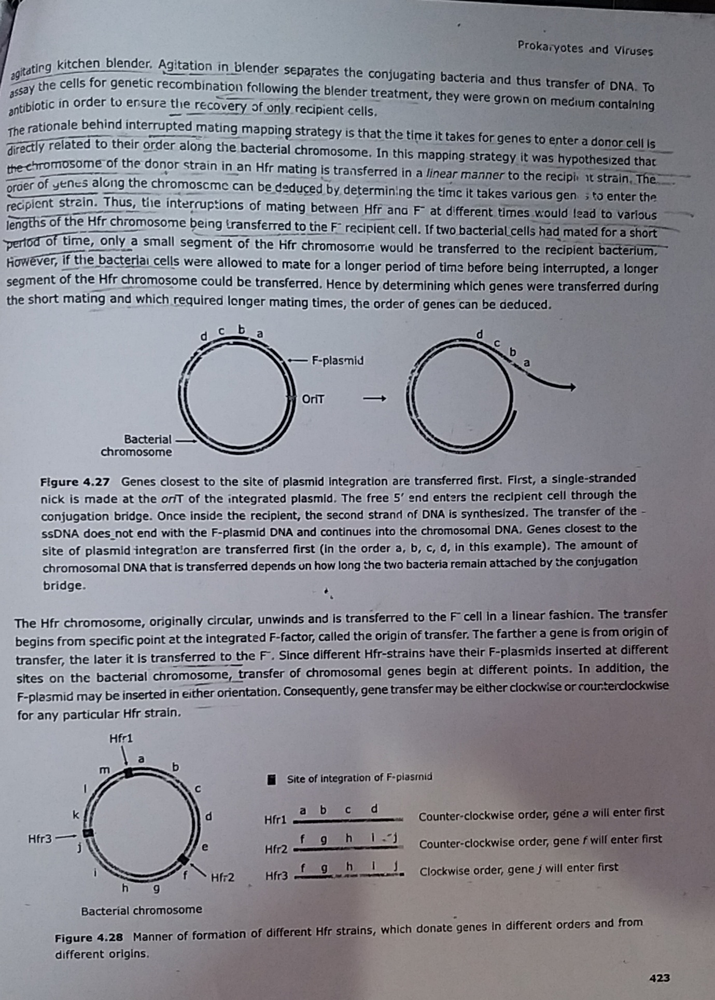 Prokaryotes and Viruses
agitating kitchen blender. Agitation in blender separates the conjugating bacteria and thus transfer of DNA. To
assay the cells for genetic recombination following the blender treatment, they were grown on medium containing
antibiotic in order to ensure the recovery of only recipient cells.
The rationale behind interrupted mating mapping strategy is that the time it takes for genes to enter a donor cell is
directly related to their order along the bacterial chromosome. In this mapping strategy it was hypothesized that
the chromosome of the donor strain in an Hfr mating is transferred in a linear manner to the recipient strain. The
order of genes along the chromosome can be deduced by determining the time it takes various genes to enter the
recipient strain. Thus, the interruptions of mating between Hfr and F⁻ at different times would lead to various
lengths of the Hfr chromosome being transferred to the F⁻ recipient cell. If two bacterial cells had mated for a short
period of time, only a small segment of the Hfr chromosome would be transferred to the recipient bacterium.
However, if the bacterial cells were allowed to mate for a longer period of time before being interrupted, a longer
segment of the Hfr chromosome could be transferred. Hence by determining which genes were transferred during
the short mating and which required longer mating times, the order of genes can be deduced.
d c b a
F-plasmid
OriT
Bacterial
chromosome
d
c
b
a
Figure 4.27 Genes closest to the site of plasmid integration are transferred first. First, a single-stranded
nick is made at the oriT of the integrated plasmid. The free 5′ end enters the recipient cell through the
conjugation bridge. Once inside the recipient, the second strand of DNA is synthesized. The transfer of the
ssDNA does not end with the F-plasmid DNA and continues into the chromosomal DNA. Genes closest to the
site of plasmid integration are transferred first (in the order a, b, c, d, in this example). The amount of
chromosomal DNA that is transferred depends on how long the two bacteria remain attached by the conjugation
bridge.
The Hfr chromosome, originally circular, unwinds and is transferred to the F⁻ cell in a linear fashion. The transfer
begins from specific point at the integrated F-factor, called the origin of transfer. The farther a gene is from origin of
transfer, the later it is transferred to the F⁻. Since different Hfr-strains have their F-plasmids inserted at different
sites on the bacterial chromosome, transfer of chromosomal genes begin at different points. In addition, the
F-plasmid may be inserted in either orientation. Consequently, gene transfer may be either clockwise or counterclockwise
for any particular Hfr strain.
Hfr1
a
b
c
d
e
Hfr2
f
g
h
i
j
Hfr3
k
l
m
Bacterial chromosome
Site of integration of F-plasmid
a b c d
Hfr1 Counter-clockwise order, gene a will enter first
f g h i j
Hfr2 Counter-clockwise order, gene f will enter first
f g h i j
Hfr3 Clockwise order, gene j will enter first
Figure 4.28 Manner of formation of different Hfr strains, which donate genes in different orders and from
different origins.
423